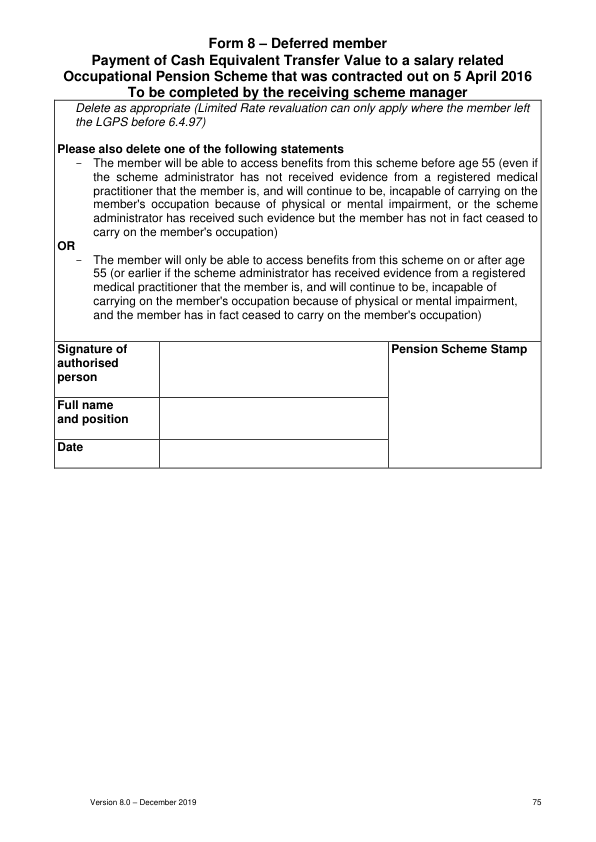 Form 8 – Deferred member
Payment of Cash Equivalent Transfer Value to a salary related
Occupational Pension Scheme that was contracted out on 5 April 2016
To be completed by the receiving scheme manager
Delete as appropriate (Limited Rate revaluation can only apply where the member left
the LGPS before 6.4.97)
Please also delete one of the following statements
− The member will be able to access benefits from this scheme before age 55 (even if
the scheme administrator has not received evidence from a registered medical
practitioner that the member is, and will continue to be, incapable of carrying on the
member's occupation because of physical or mental impairment, or the scheme
administrator has received such evidence but the member has not in fact ceased to
carry on the member's occupation)
OR
− The member will only be able to access benefits from this scheme on or after age
55 (or earlier if the scheme administrator has received evidence from a registered
medical practitioner that the member is, and will continue to be, incapable of
carrying on the member's occupation because of physical or mental impairment,
and the member has in fact ceased to carry on the member's occupation)
Signature of
authorised
person
Pension Scheme Stamp
Full name
and position
Date
Version 8.0 – December 2019
75